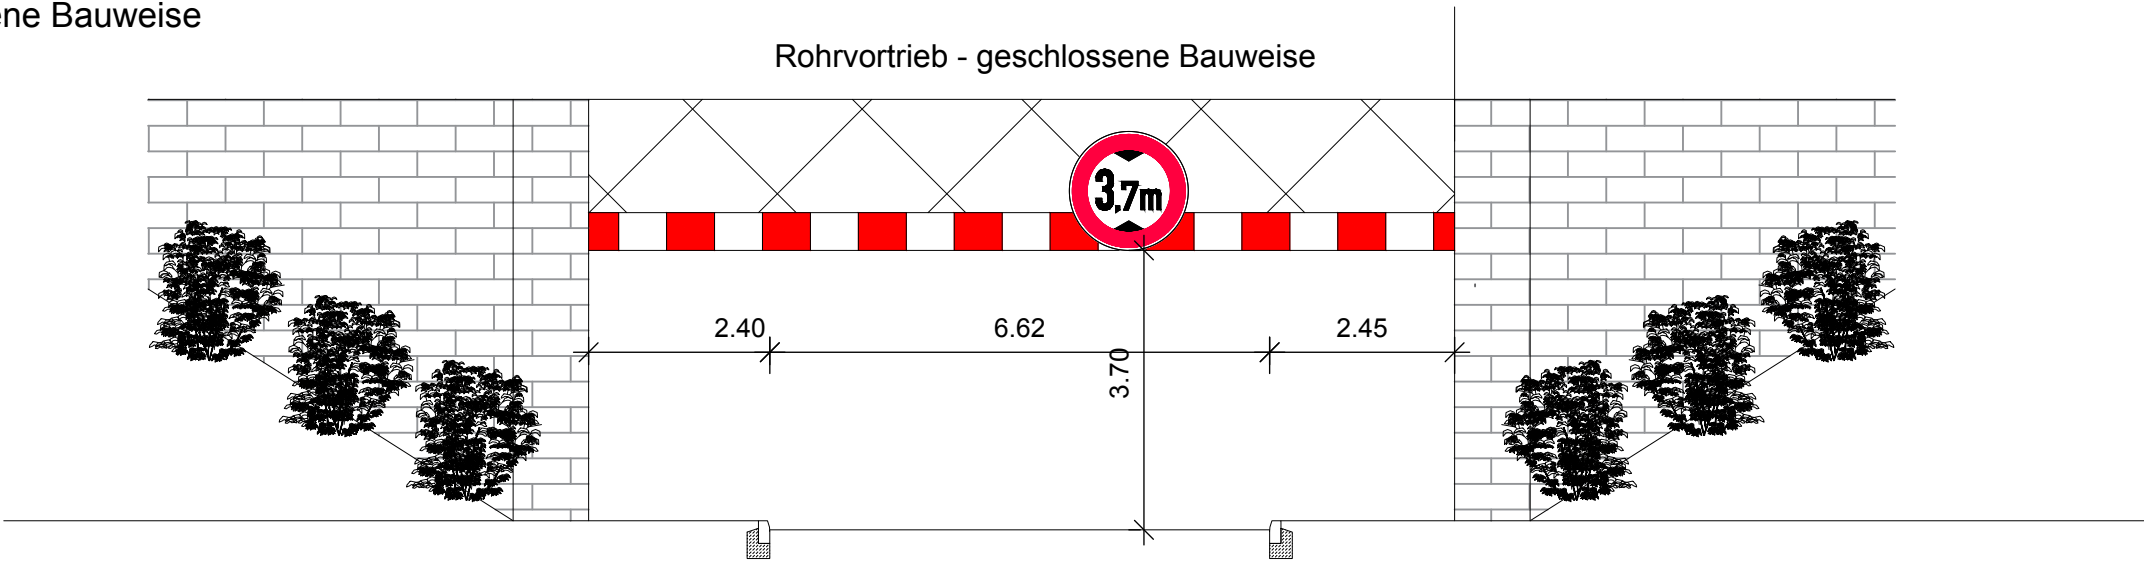 ene Bauweise
Rohrvortrieb - geschlossene Bauweise
3,7m
2.40
6.62
2.45
3.70